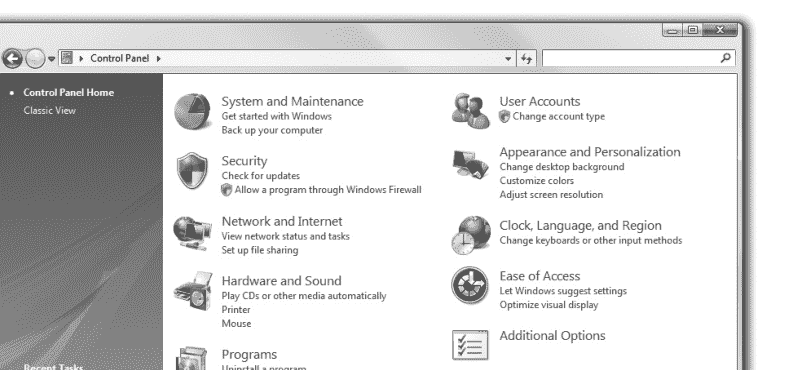 Control Panel
Control Panel Home
Classic View
Recent Tasks
System and Maintenance
Get started with Windows
Back up your computer
Security
Check for updates
Allow a program through Windows Firewall
Network and Internet
View network status and tasks
Set up file sharing
Hardware and Sound
Play CDs or other media automatically
Printer
Mouse
Programs
Uninstall a program
User Accounts
Change account type
Appearance and Personalization
Change desktop background
Customize colors
Adjust screen resolution
Clock, Language, and Region
Change keyboards or other input methods
Ease of Access
Let Windows suggest settings
Optimize visual display
Additional Options